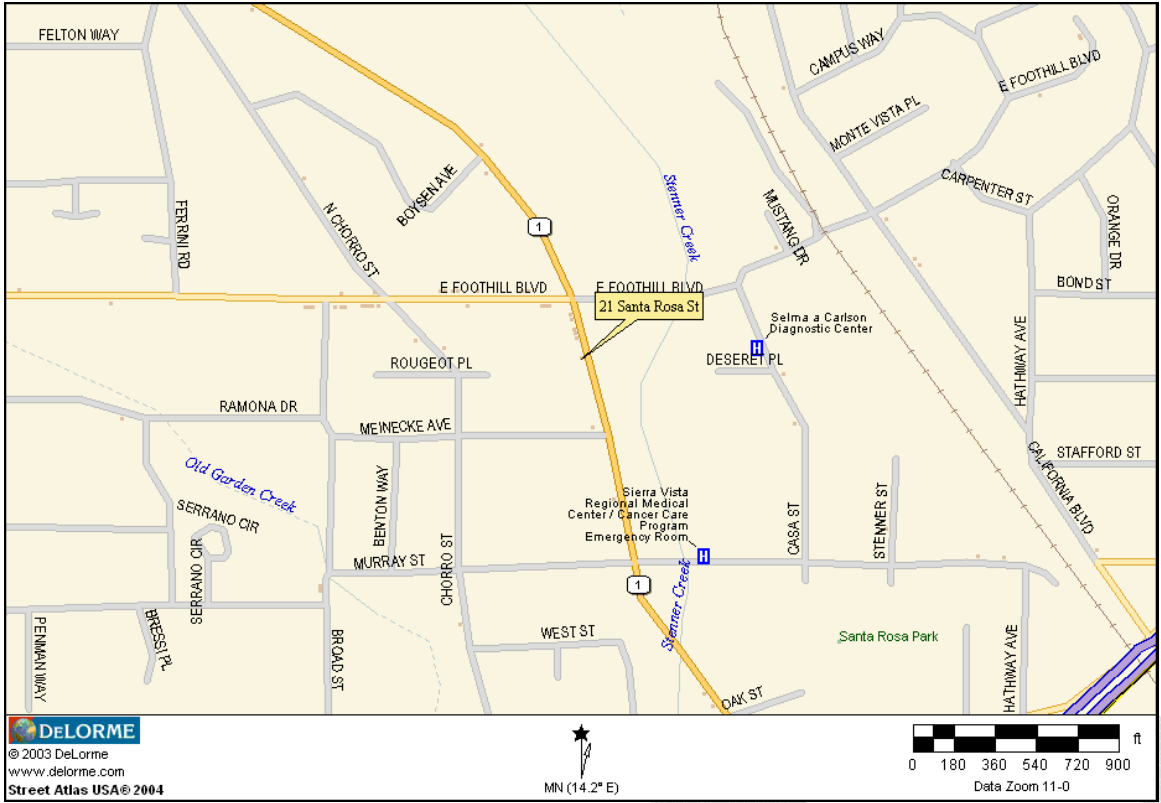 FELTON WAY
CAMPUS WAY
E FOOTHILL BLVD
MONTE VISTA PL
BOYSEN AVE
Stenner Creek
CARPENTER ST
FERRINI RD
N CHORRO ST
MUSTANG DR
ORANGE DR
1
E FOOTHILL BLVD
E FOOTHILL BLVD
BOND ST
21 Santa Rosa St
Selma a Carlson
Diagnostic Center
HATHWAY AVE
ROUGEOT PL
DESERET PL
H
RAMONA DR
MEINECKE AVE
STAFFORD ST
CALIFORNIA BLVD
Old Garden Creek
BENTON WAY
Sierra Vista
Regional Medical
Center / Cancer Care
Program
Emergency Room
H
CASA ST
STENNER ST
SERRANO CIR
SERRANO CIR
MURRAY ST
CHORRO ST
1
Stenner Creek
PENMAN WAY
BRESSI PL
BROAD ST
WEST ST
Santa Rosa Park
HATHWAY AVE
OAK ST
DELORME
© 2003 DeLorme
www.delorme.com
Street Atlas USA® 2004
MN (14.2° E)
ft
0 180 360 540 720 900
Data Zoom 11-0